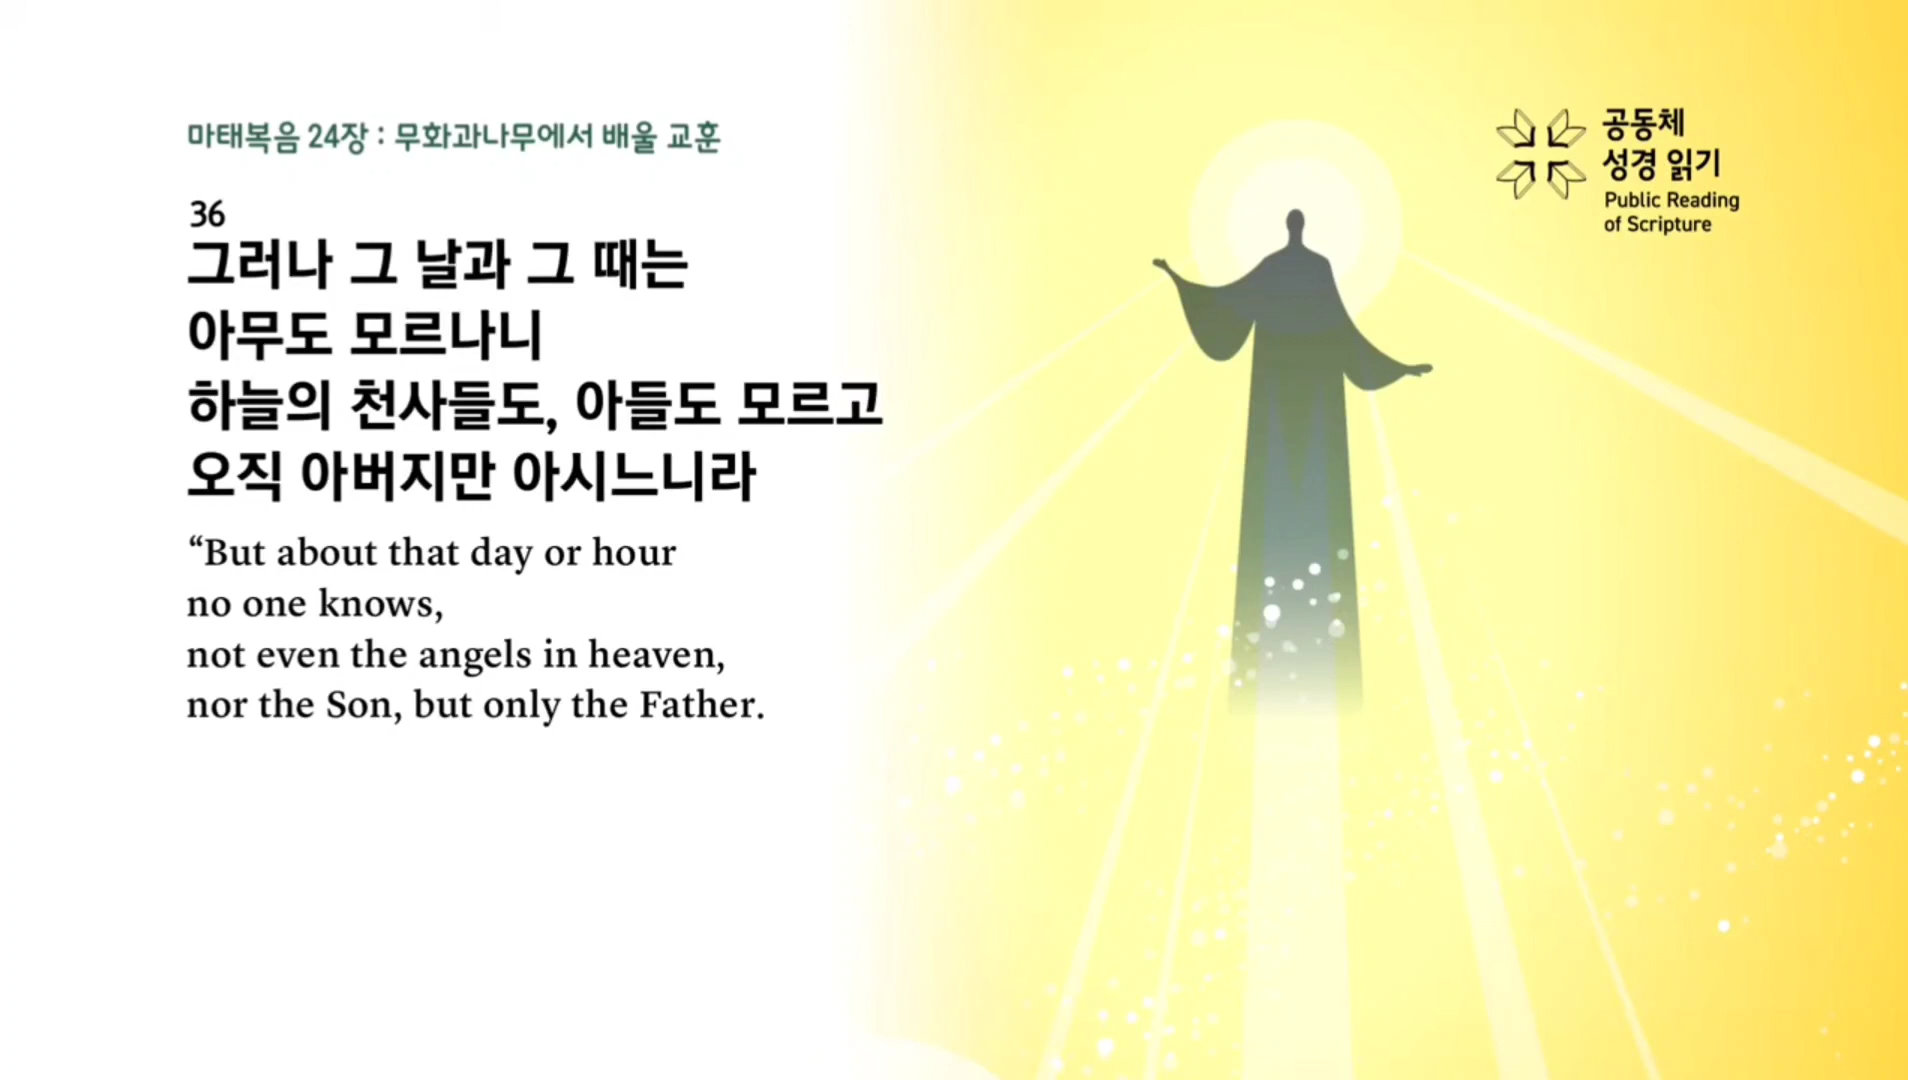 마태복음 24장 : 무화과나무에서 배울 교훈
36
그러나 그 날과 그 때는
아무도 모르나니
하늘의 천사들도, 아들도 모르고
오직 아버지만 아시느니라
“But about that day or hour
no one knows,
not even the angels in heaven,
nor the Son, but only the Father.
공동체
성경 읽기
Public Reading
of Scripture